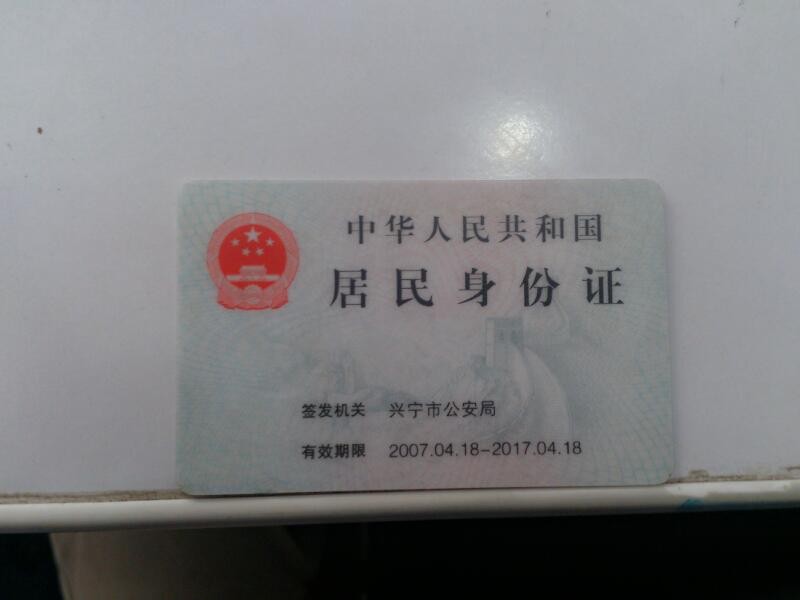 中华人民共和国
居民身份证
签发机关 兴宁市公安局
有效期限 2007.04.18-2017.04.18